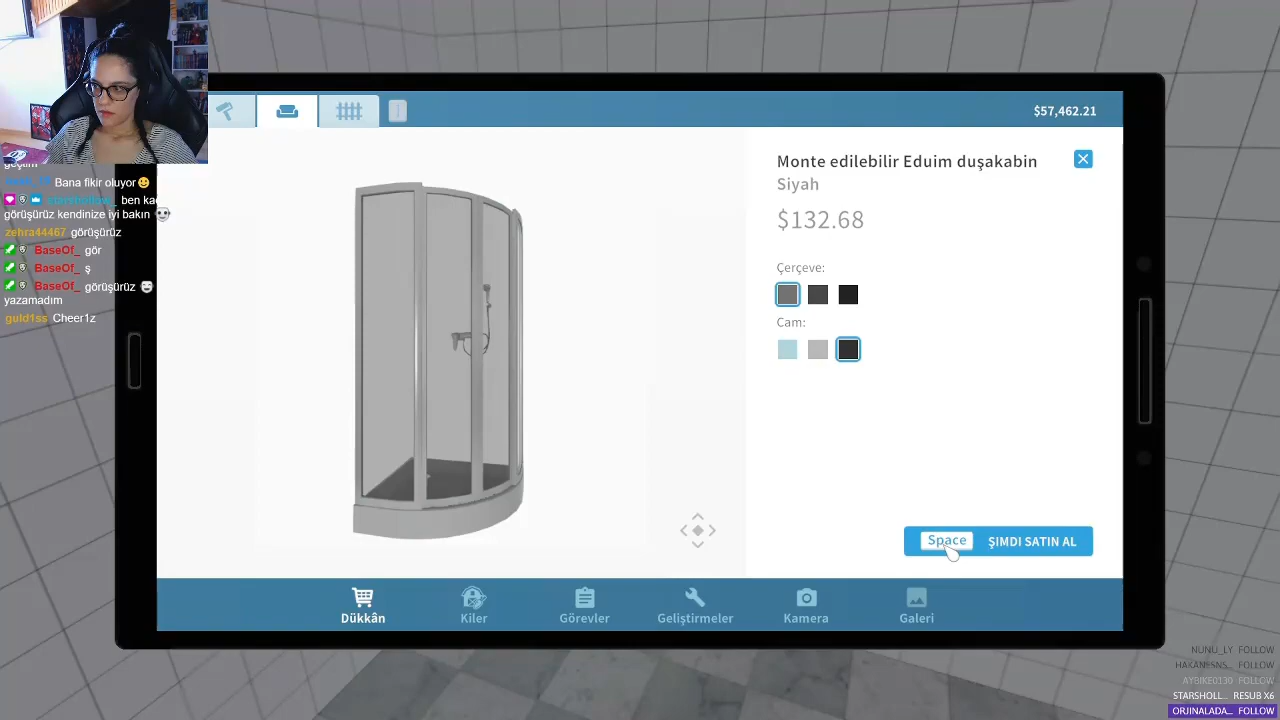 $57,462.21
Monte edilebilir Eduim duşakabin
Siyah
$132.68
Çerçeve:
Cam:
Space ŞIMDI SATIN AL
Dükkân
Kiler
Görevler
Geliştirmeler
Kamera
Galeri
geçtim
Bana fikir oluyor
ben ka
görüşürüz kendinize iyi bakın
zehra44467 görüşürüz
BaseOf_ gör
BaseOf_ ş
BaseOf_ görüşürüz
yazamadım
guld1ss Cheer1z
NUNU_LY FOLLOW
HAKANESNS... FOLLOW
AYBIKE0130 FOLLOW
STARSHOLL... RESUB X6
ORJINALADA... FOLLOW